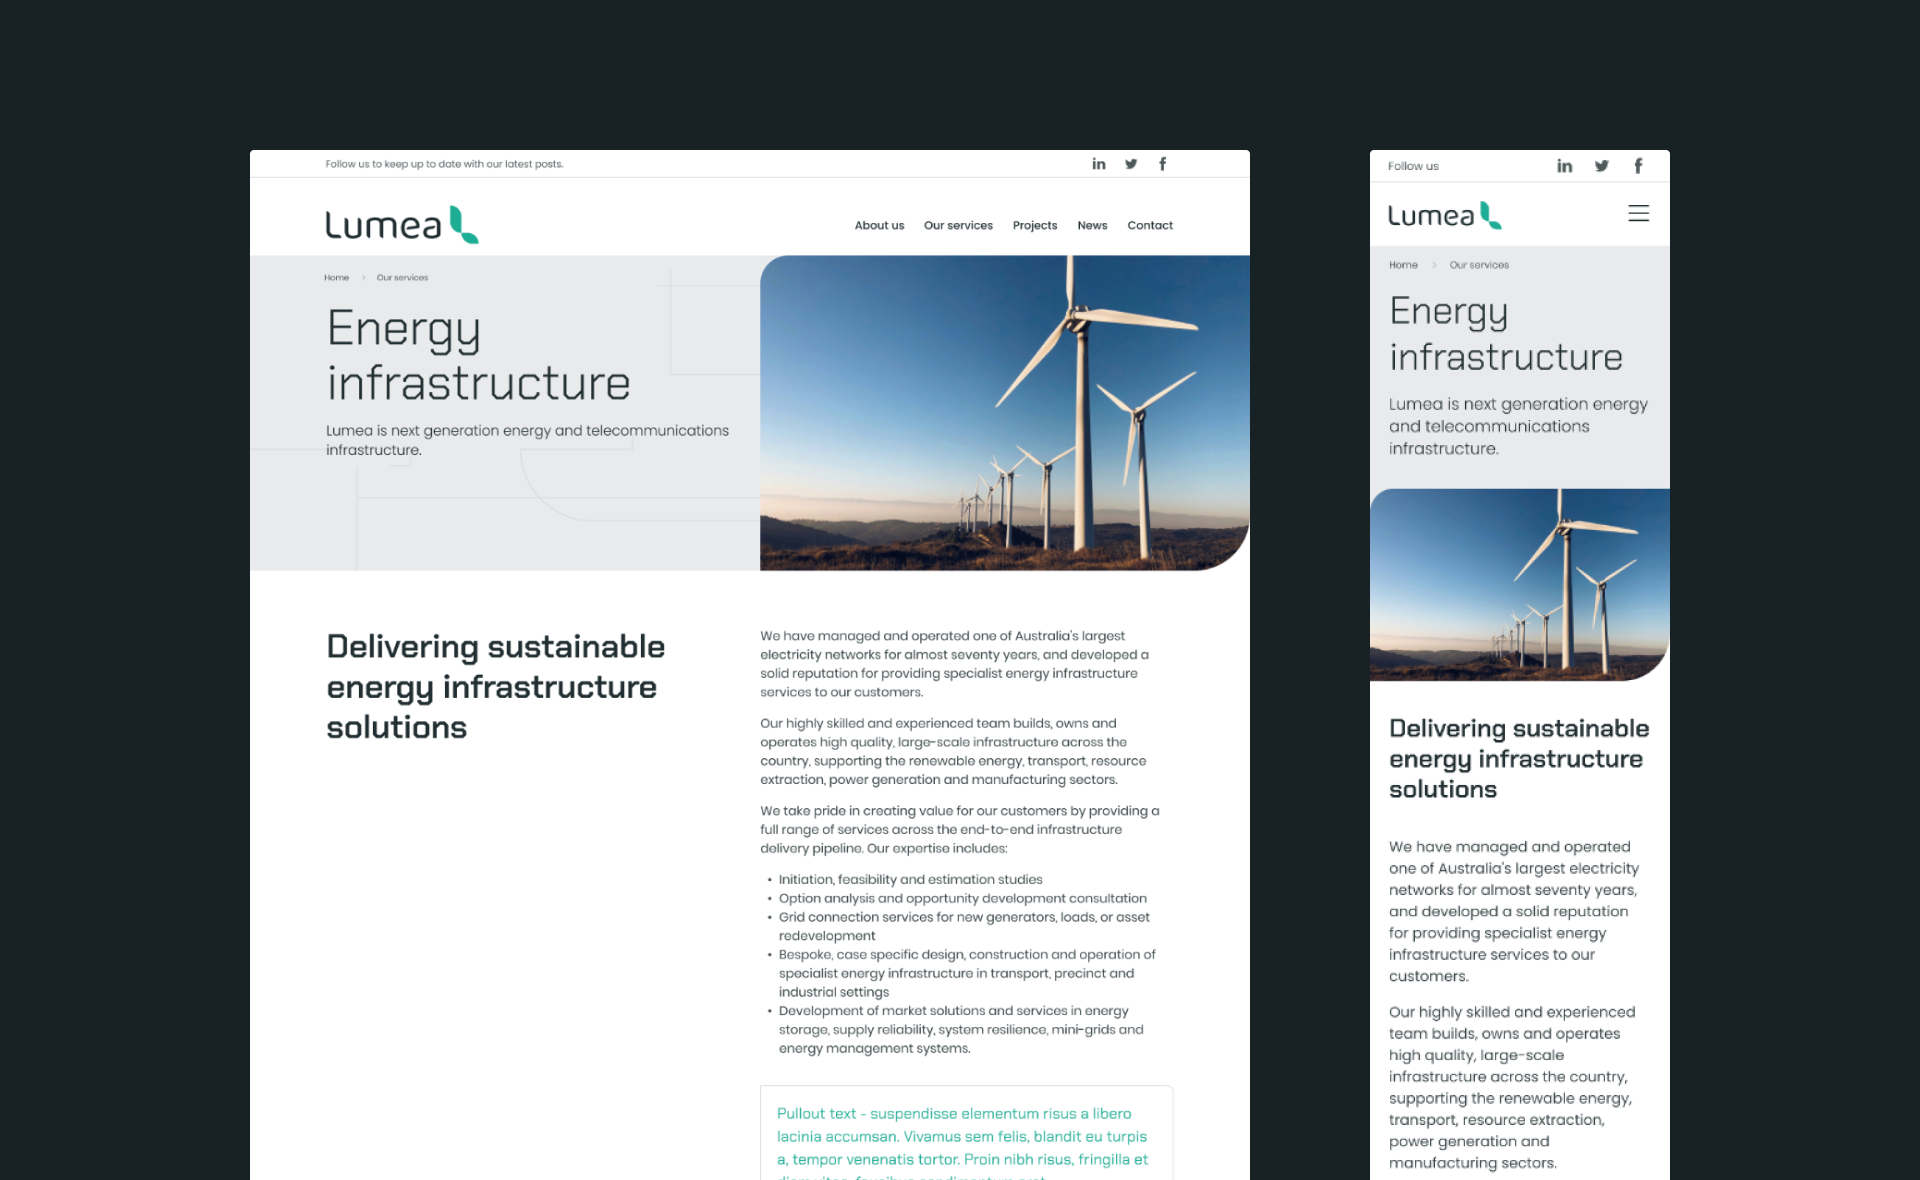 Follow us to keep up to date with our latest posts.
in
Lumea
About us Our services Projects News Contact
Home > Our services
Energy
infrastructure
Lumea is next generation energy and telecommunications
infrastructure.
Delivering sustainable
energy infrastructure
solutions
We have managed and operated one of Australia's largest
electricity networks for almost seventy years, and developed a
solid reputation for providing specialist energy infrastructure
services to our customers.
Our highly skilled and experienced team builds, owns and
operates high quality, large-scale infrastructure across the
country, supporting the renewable energy, transport, resource
extraction, power generation and manufacturing sectors.
We take pride in creating value for our customers by providing a
full range of services across the end-to-end infrastructure
delivery pipeline. Our expertise includes:
• Initiation, feasibility and estimation studies
• Option analysis and opportunity development consultation
• Grid connection services for new generators, loads, or asset
redevelopment
• Bespoke, case specific design, construction and operation of
specialist energy infrastructure in transport, precinct and
industrial settings
• Development of market solutions and services in energy
storage, supply reliability, system resilience, mini-grids and
energy management systems.
Pullout text - suspendisse elementum risus a libero
lacinia accumsan. Vivamus sem felis, blandit eu turpis
a, tempor venenatis tortor. Proin nibh risus, fringilla et
Follow us
in
Lumea
Home > Our services
Energy
infrastructure
Lumea is next generation energy
and telecommunications
infrastructure.
Delivering sustainable
energy infrastructure
solutions
We have managed and operated
one of Australia's largest electricity
networks for almost seventy years,
and developed a solid reputation
for providing specialist energy
infrastructure services to our
customers.
Our highly skilled and experienced
team builds, owns and operates
high quality, large-scale
infrastructure across the country,
supporting the renewable energy,
transport, resource extraction,
power generation and
manufacturing sectors.